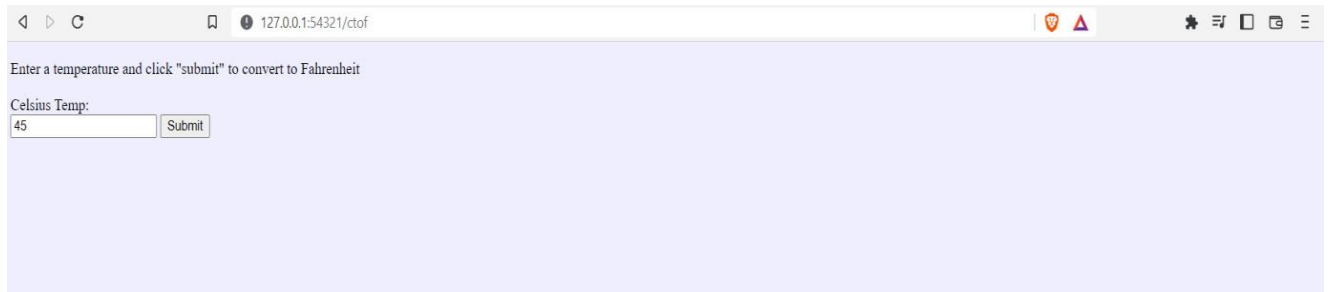 127.0.0.1:54321/ctof
Enter a temperature and click "submit" to convert to Fahrenheit
Celsius Temp:
45 Submit